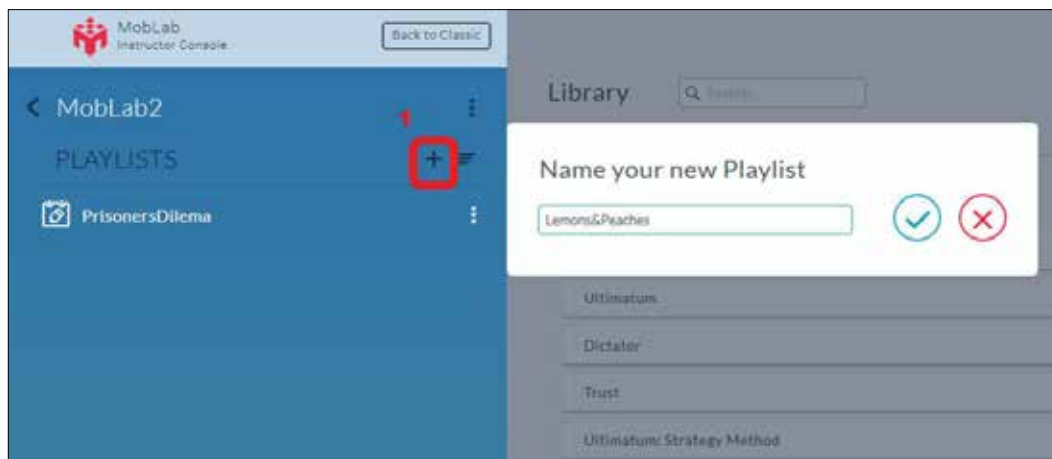 MobLab
Instructor Console
Back to Classic
MobLab2
1
PLAYLISTS
PrisonersDilema
Library
Name your new Playlist
Lemons&Peaches
Ultimatum
Dictator
Trust
Ultimatum: Strategy Method